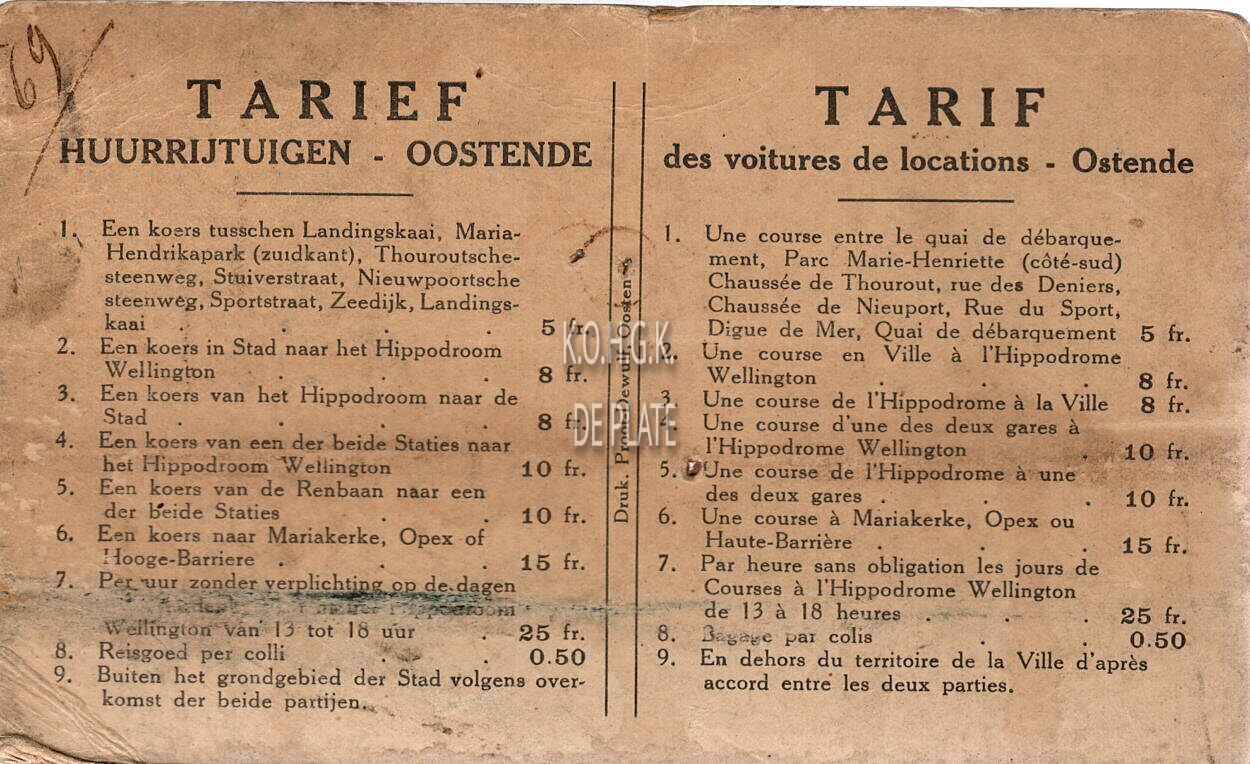 69
TARIEF
HUURRIJTUIGEN - OOSTENDE
1. Een koers tusschen Landingskaai, Maria-
Hendrikapark (zuidkant), Thouroutsche-
steenweg, Stuiverstraat, Nieuwpoortsche
steenweg, Sportstraat, Zeedijk, Landings-
kaai . . . . 5 fr.
2. Een koers in Stad naar het Hippodroom
Wellington . . . 8 fr.
3. Een koers van het Hippodroom naar de
Stad . . . . 8 fr.
4. Een koers van een der beide Staties naar
het Hippodroom Wellington 10 fr.
5. Een koers van de Renbaan naar een
der beide Staties . . 10 fr.
6. Een koers naar Mariakerke, Opex of
Hooge-Barriere . . . 15 fr.
7. Per uur zonder verplichting op de dagen
Hippodroom
Wellington van 13 tot 18 uur . 25 fr.
8. Reisgoed per colli . . 0.50
9. Buiten het grondgebied der Stad volgens over-
komst der beide partijen.
Druk. Proot-Dewulf, Oostende
K.O.H.G.K.
DE PLATE
TARIF
des voitures de locations - Ostende
1. Une course entre le quai de débarque-
ment, Parc Marie-Henriette (côté-sud)
Chaussée de Thourout, rue des Deniers,
Chaussée de Nieuport, Rue du Sport,
Digue de Mer, Quai de débarquement 5 fr.
2. Une course en Ville à l'Hippodrome
Wellington . . . 8 fr.
3. Une course de l'Hippodrome à la Ville 8 fr.
4. Une course d'une des deux gares à
l'Hippodrome Wellington . 10 fr.
5. Une course de l'Hippodrome à une
des deux gares . . . 10 fr.
6. Une course à Mariakerke, Opex ou
Haute-Barrière . . . 15 fr.
7. Par heure sans obligation les jours de
Courses à l'Hippodrome Wellington
de 13 à 18 heures . . . 25 fr.
8. Bagage par colis . . 0.50
9. En dehors du territoire de la Ville d'après
accord entre les deux parties.